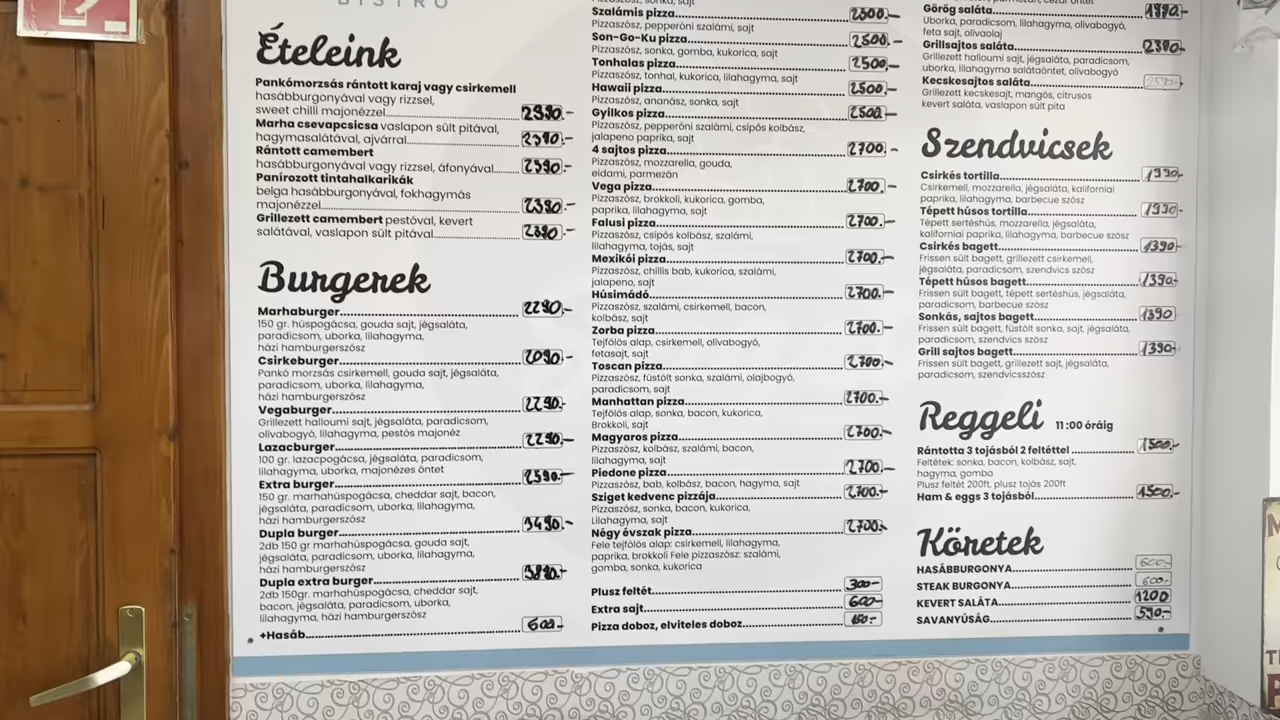 BISTRO
Ételeink
Pankómorzsás rántott karaj vagy csirkemell
hasábburgonyával vagy rizzsel,
sweet chilli majonézzel
Marha csevapcsicsa vaslapon sült pitával,
hagymasalátával, ajvárral
Rántott camembert
hasábburgonyával vagy rizzsel, áfonyával
Panírozott tintahalkarikák
belga hasábburgonyával, fokhagymás
majonézzel
Grillezett camembert pestóval, kevert
salátával, vaslapon sült pitával
Burgerek
Marhaburger 2290.-
150 gr. húspogácsa, gouda sajt, jégsaláta,
paradicsom, uborka, lilahagyma,
házi hamburgerszósz
Csirkeburger 2090.-
Pankó morzsás csirkemell, gouda sajt, jégsaláta,
paradicsom, uborka, lilahagyma,
házi hamburgerszósz
Vegaburger 2290.-
Grillezett halloumi sajt, jégsaláta, paradicsom,
olivabogyó, lilahagyma, pestós majonéz
Lazacburger 2290.-
100 gr. lazacpogácsa, jégsaláta, paradicsom,
lilahagyma, uborka, majonézes öntet
Extra burger 2590.-
150 gr. marhahúspogácsa, cheddar sajt, bacon,
jégsaláta, paradicsom, uborka, lilahagyma,
házi hamburgerszósz
Dupla burger 3490.-
2db 150 gr marhahúspogácsa, gouda sajt,
jégsaláta, paradicsom, uborka, lilahagyma,
házi hamburgerszósz
Dupla extra burger
2db 150gr. marhahúspogácsa, cheddar sajt,
bacon, jégsaláta, paradicsom, uborka,
lilahagyma, házi hamburgerszósz
+Hasáb 600.-
Pizzaszósz, sonka, sajt
Szalámis pizza 2500.-
Pizzaszósz, pepperóni szalámi, sajt
Son-Go-Ku pizza 2500.-
Pizzaszósz, sonka, gomba, kukorica, sajt
Tonhalas pizza 2500.-
Pizzaszósz, tonhal, kukorica, lilahagyma, sajt
Hawaii pizza 2500.-
Pizzaszósz, ananász, sonka, sajt
Gyilkos pizza 2500.-
Pizzaszósz, pepperóni szalámi, csípős kolbász,
jalapeno paprika, sajt
4 sajtos pizza 2700.-
Pizzaszósz, mozzarella, gouda,
eidami, parmezán
Vega pizza 2700.-
Pizzaszósz, brokkoli, kukorica, gomba,
paprika, lilahagyma, sajt
Falusi pizza 2700.-
Pizzaszósz, csípős kolbász, szalámi,
lilahagyma, tojás, sajt
Mexikói pizza 2700.-
Pizzaszósz, chillis bab, kukorica, szalámi,
jalapeno, sajt
Húsimádó 2700.-
Pizzaszósz, szalámi, csirkemell, bacon,
kolbász, sajt
Zorba pizza 2700.-
Tejfölös alap, csirkemell, olivabogyó,
fetasajt, sajt
Toscan pizza 2700.-
Pizzaszósz, füstölt sonka, szalámi, olajbogyó,
paradicsom, sajt
Manhattan pizza 2700.-
Tejfölös alap, sonka, bacon, kukorica,
Brokkoli, sajt
Magyaros pizza 2700.-
Pizzaszósz, kolbász, szalámi, bacon,
lilahagyma, sajt
Piedone pizza 2700.-
Pizzaszósz, bab, kolbász, bacon, hagyma, sajt
Sziget kedvenc pizzája 2700.-
Pizzaszósz, sonka, bacon, kukorica,
Lilahagyma, sajt
Négy évszak pizza 2700.-
Fele tejfölös alap: csirkemell, lilahagyma,
paprika, brokkoli Fele pizzaszósz: szalámi,
gomba, sonka, kukorica
Plusz feltét 300.-
Extra sajt 600.-
Pizza doboz, elviteles doboz 150.-
Görög saláta
Uborka, paradicsom, lilahagyma, olivabogyó,
feta sajt, olivaolaj
Grillsajtos saláta
Grillezett halloumi sajt, jégsaláta, paradicsom,
uborka, lilahagyma salátaöntet, olivabogyó
Kecskesajtos saláta
Grillezett kecskesajt, mangós, citrusos
kevert saláta, vaslapon sült pita
Szendvicsek
Csirkés tortilla 1990.-
Csirkemell, mozzarella, jégsaláta, kaliforniai
paprika, lilahagyma, barbecue szósz
Tépett húsos tortilla 1990.-
Tépett sertéshús, mozzarella, jégsaláta,
kaliforniai paprika, lilahagyma, barbecue szósz
Csirkés bagett 1390.-
Frissen sült bagett, grillezett csirkemell,
jégsaláta, paradicsom, szendvics szósz
Tépett húsos bagett 1390.-
Frissen sült bagett, tépett sertéshús, jégsaláta,
paradicsom, barbecue szósz
Sonkás, sajtos bagett 1390
Frissen sült bagett, füstölt sonka, sajt, jégsaláta,
paradicsom, szendvics szósz
Grill sajtos bagett 1390.-
Frissen sült bagett, grillezett sajt, jégsaláta,
paradicsom, szendvicsszósz
Reggeli 11 :00 óráig
Rántotta 3 tojásból 2 feltéttel 1500.-
Feltétek: sonka, bacon, kolbász, sajt,
hagyma, gomba
Plusz feltét 200ft, plusz tojás 200ft
Ham & eggs 3 tojásból 1500.-
Köretek
HASÁBBURGONYA 600.-
STEAK BURGONYA 600.-
KEVERT SALÁTA 1200
SAVANYÚSÁG 590.-